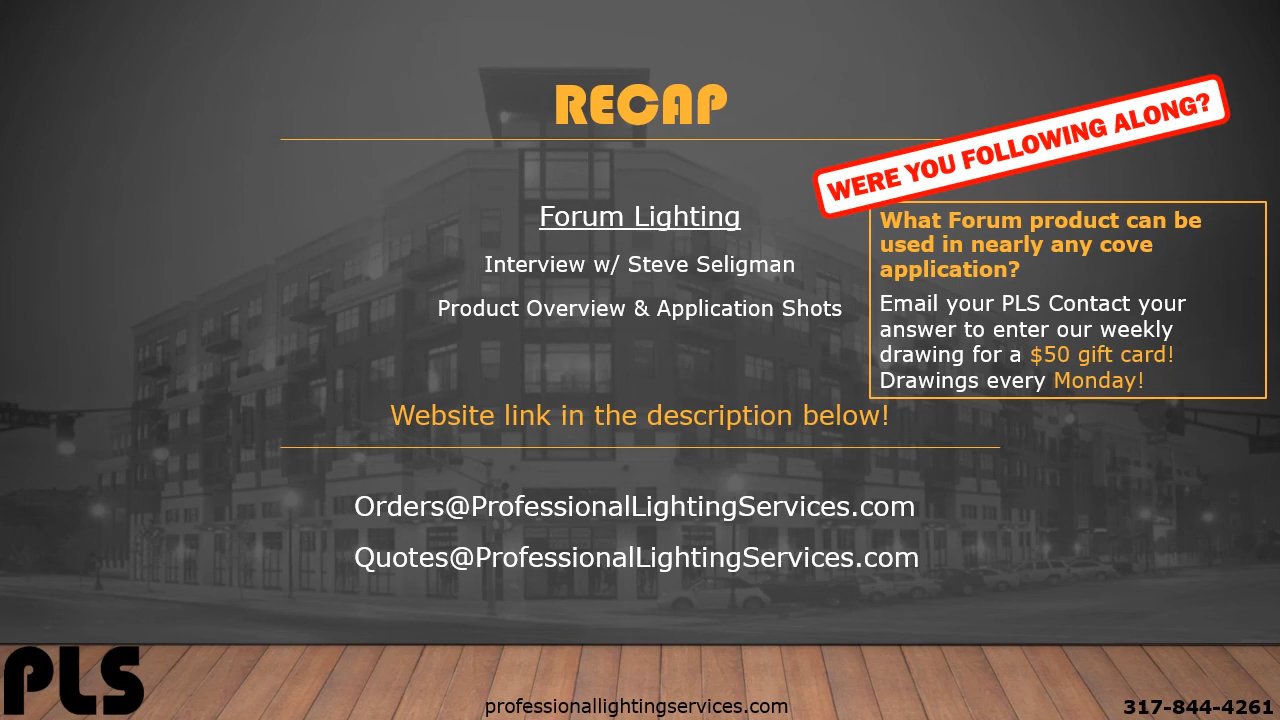 RECAP
WERE YOU FOLLOWING ALONG?
Forum Lighting
Interview w/ Steve Seligman
Product Overview & Application Shots
What Forum product can be
used in nearly any cove
application?
Email your PLS Contact your
answer to enter our weekly
drawing for a $50 gift card!
Drawings every Monday!
Website link in the description below!
Orders@ProfessionalLightingServices.com
Quotes@ProfessionalLightingServices.com
PLS
professionallightingservices.com
317-844-4261